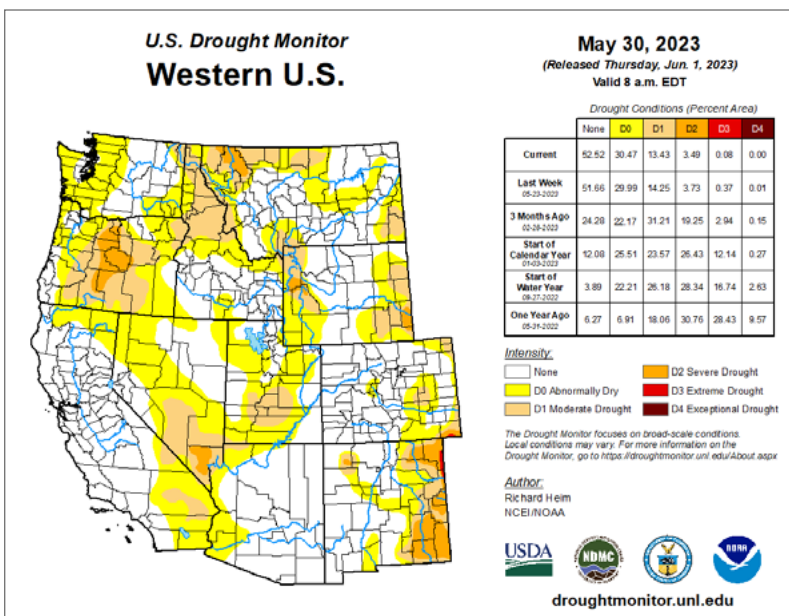 U.S. Drought Monitor
Western U.S.
May 30, 2023
(Released Thursday, Jun. 1, 2023)
Valid 8 a.m. EDT
Drought Conditions (Percent Area)
None D0 D1 D2 D3 D4
Current 52.52 30.47 13.43 3.49 0.08 0.00
Last Week 51.66 29.99 14.25 3.73 0.37 0.01
05-23-2023
3 Months Ago 24.28 22.17 31.21 19.25 2.94 0.15
02-28-2023
Start of
Calendar Year 12.08 25.51 23.57 26.43 12.14 0.27
01-03-2023
Start of
Water Year 3.89 22.21 26.18 28.34 16.74 2.63
09-27-2022
One Year Ago 6.27 6.91 18.06 30.76 28.43 9.57
05-31-2022
Intensity:
None
D0 Abnormally Dry
D1 Moderate Drought
D2 Severe Drought
D3 Extreme Drought
D4 Exceptional Drought
The Drought Monitor focuses on broad-scale conditions.
Local conditions may vary. For more information on the
Drought Monitor, go to https://droughtmonitor.unl.edu/About.aspx
Author:
Richard Heim
NCEI/NOAA
USDA
NDMC
NOAA
droughtmonitor.unl.edu